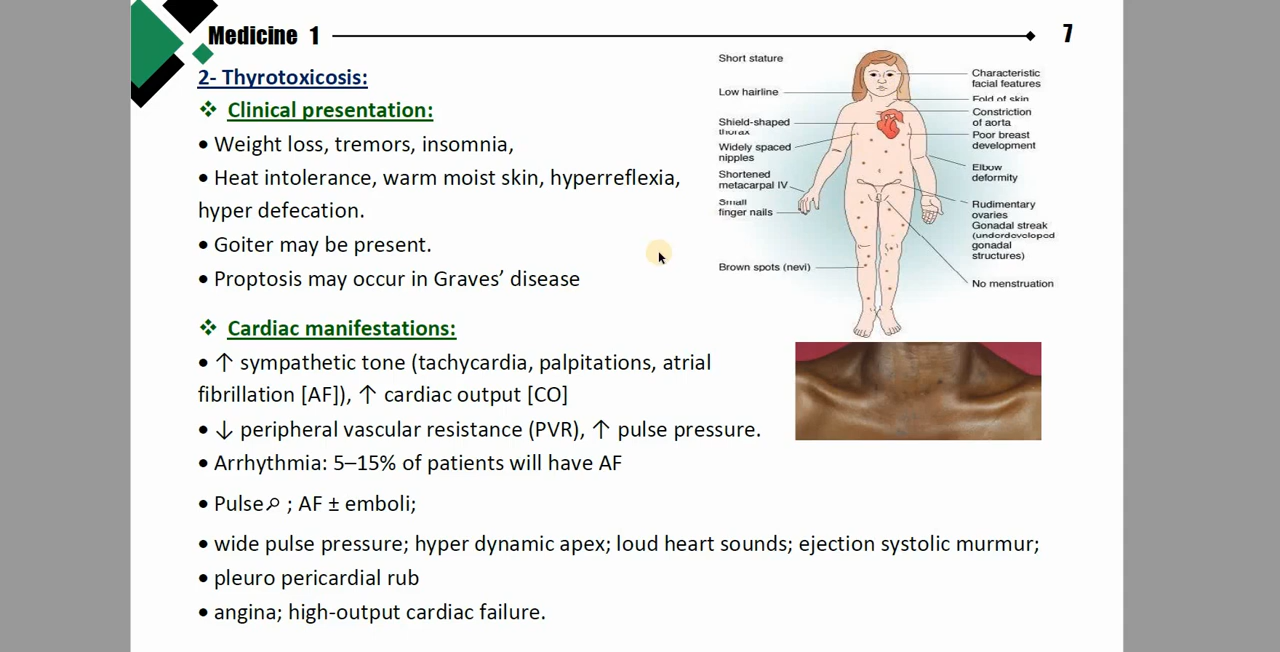 Medicine 1
7
2- Thyrotoxicosis:
❖ Clinical presentation:
• Weight loss, tremors, insomnia,
• Heat intolerance, warm moist skin, hyperreflexia,
hyper defecation.
• Goiter may be present.
• Proptosis may occur in Graves’ disease
❖ Cardiac manifestations:
• ↑ sympathetic tone (tachycardia, palpitations, atrial
fibrillation [AF]), ↑ cardiac output [CO]
• ↓ peripheral vascular resistance (PVR), ↑ pulse pressure.
• Arrhythmia: 5–15% of patients will have AF
• Pulse⌕ ; AF ± emboli;
• wide pulse pressure; hyper dynamic apex; loud heart sounds; ejection systolic murmur;
• pleuro pericardial rub
• angina; high-output cardiac failure.
Short stature
Low hairline
Shield-shaped
thorax
Widely spaced
nipples
Shortened
metacarpal IV
Small
finger nails
Brown spots (nevi)
Characteristic
facial features
Fold of skin
Constriction
of aorta
Poor breast
development
Elbow
deformity
Rudimentary
ovaries
Gonadal streak
(underdeveloped
gonadal
structures)
No menstruation